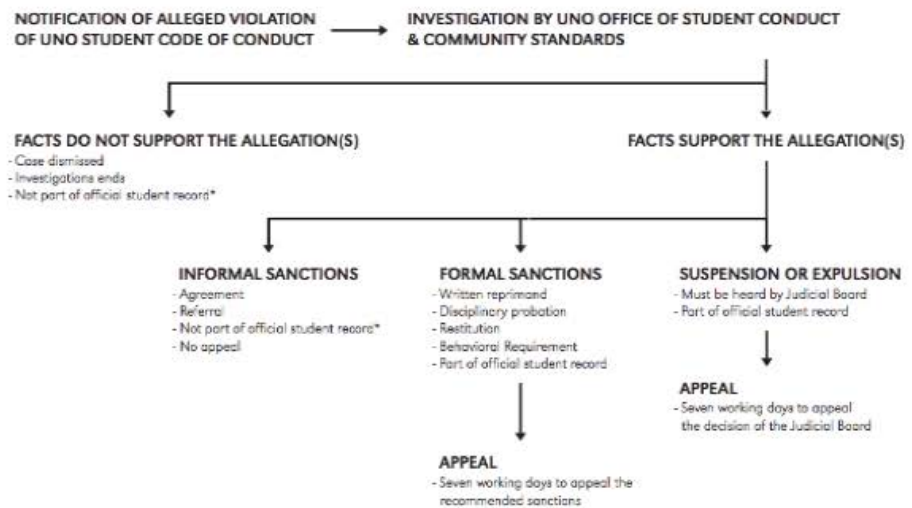 NOTIFICATION OF ALLEGED VIOLATION
OF UNO STUDENT CODE OF CONDUCT
INVESTIGATION BY UNO OFFICE OF STUDENT CONDUCT
& COMMUNITY STANDARDS
FACTS DO NOT SUPPORT THE ALLEGATION(S)
- Case dismissed
- Investigations ends
- Not part of official student record*
FACTS SUPPORT THE ALLEGATION(S)
INFORMAL SANCTIONS
- Agreement
- Referral
- Not part of official student record*
- No appeal
FORMAL SANCTIONS
- Written reprimand
- Disciplinary probation
- Restitution
- Behavioral Requirement
- Part of official student record
SUSPENSION OR EXPULSION
- Must be heard by Judicial Board
- Part of official student record
APPEAL
- Seven working days to appeal
the decision of the Judicial Board
APPEAL
- Seven working days to appeal the
recommended sanctions